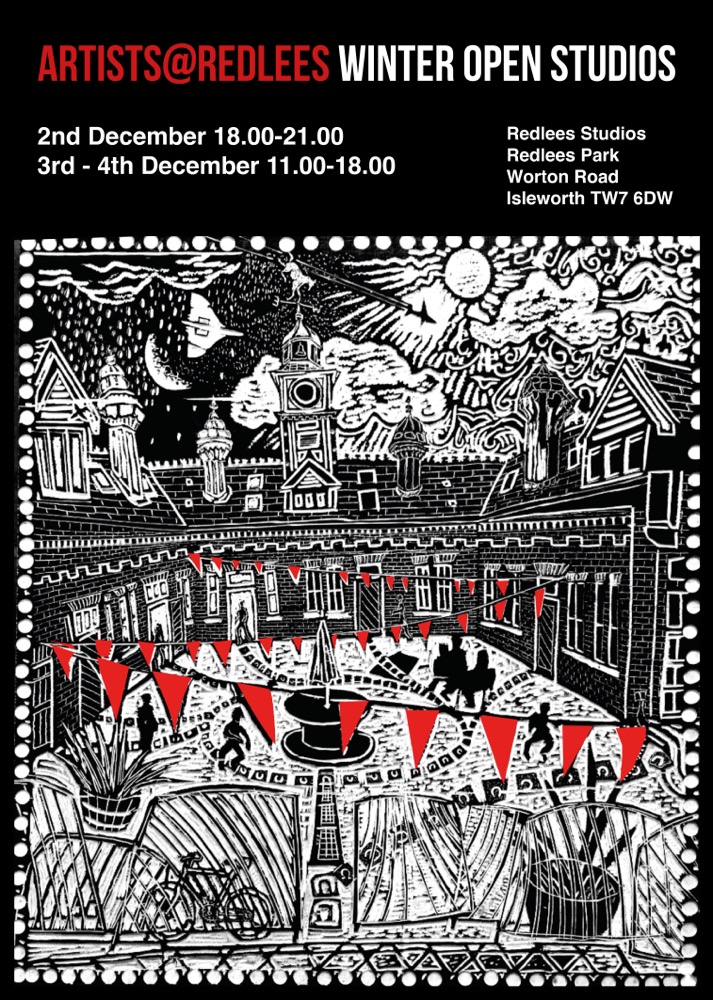 ARTISTS@REDLEES WINTER OPEN STUDIOS
2nd December 18.00-21.00
3rd - 4th December 11.00-18.00
Redlees Studios
Redlees Park
Worton Road
Isleworth TW7 6DW